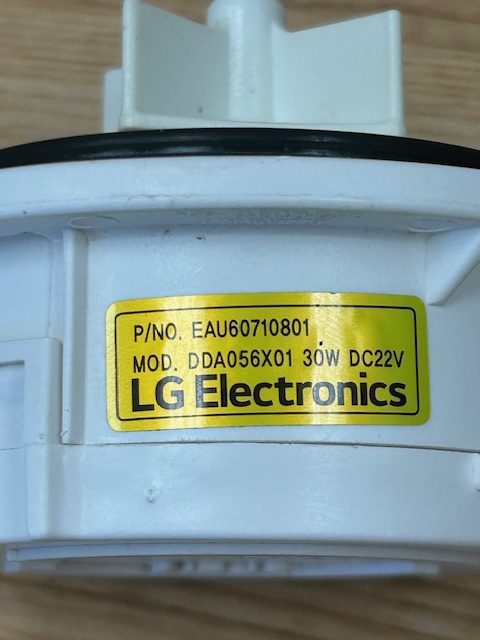 P/NO. EAU60710801
MOD. DDA056X01 30W DC22V
LG Electronics